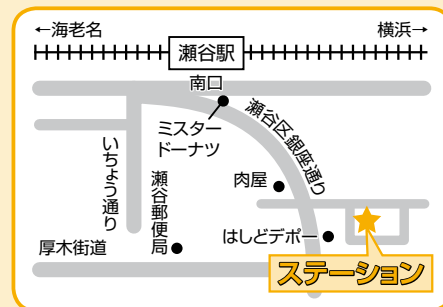 ←海老名
横浜→
瀬谷駅
南口
ミスター
ドーナツ
瀬谷区銀座通り
いちょう通り
瀬谷郵便局
肉屋
はしどデポー
厚木街道
ステーション